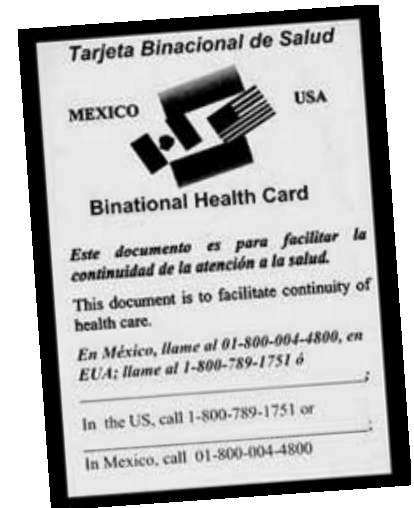 Tarjeta Binacional de Salud
MEXICO USA
Binational Health Card
Este documento es para facilitar la
continuidad de la atención a la salud.
This document is to facilitate continuity of
health care.
En México, llame al 01-800-004-4800, en
EUA; llame al 1-800-789-1751 ó
;
In the US, call 1-800-789-1751 or
;
In Mexico, call 01-800-004-4800